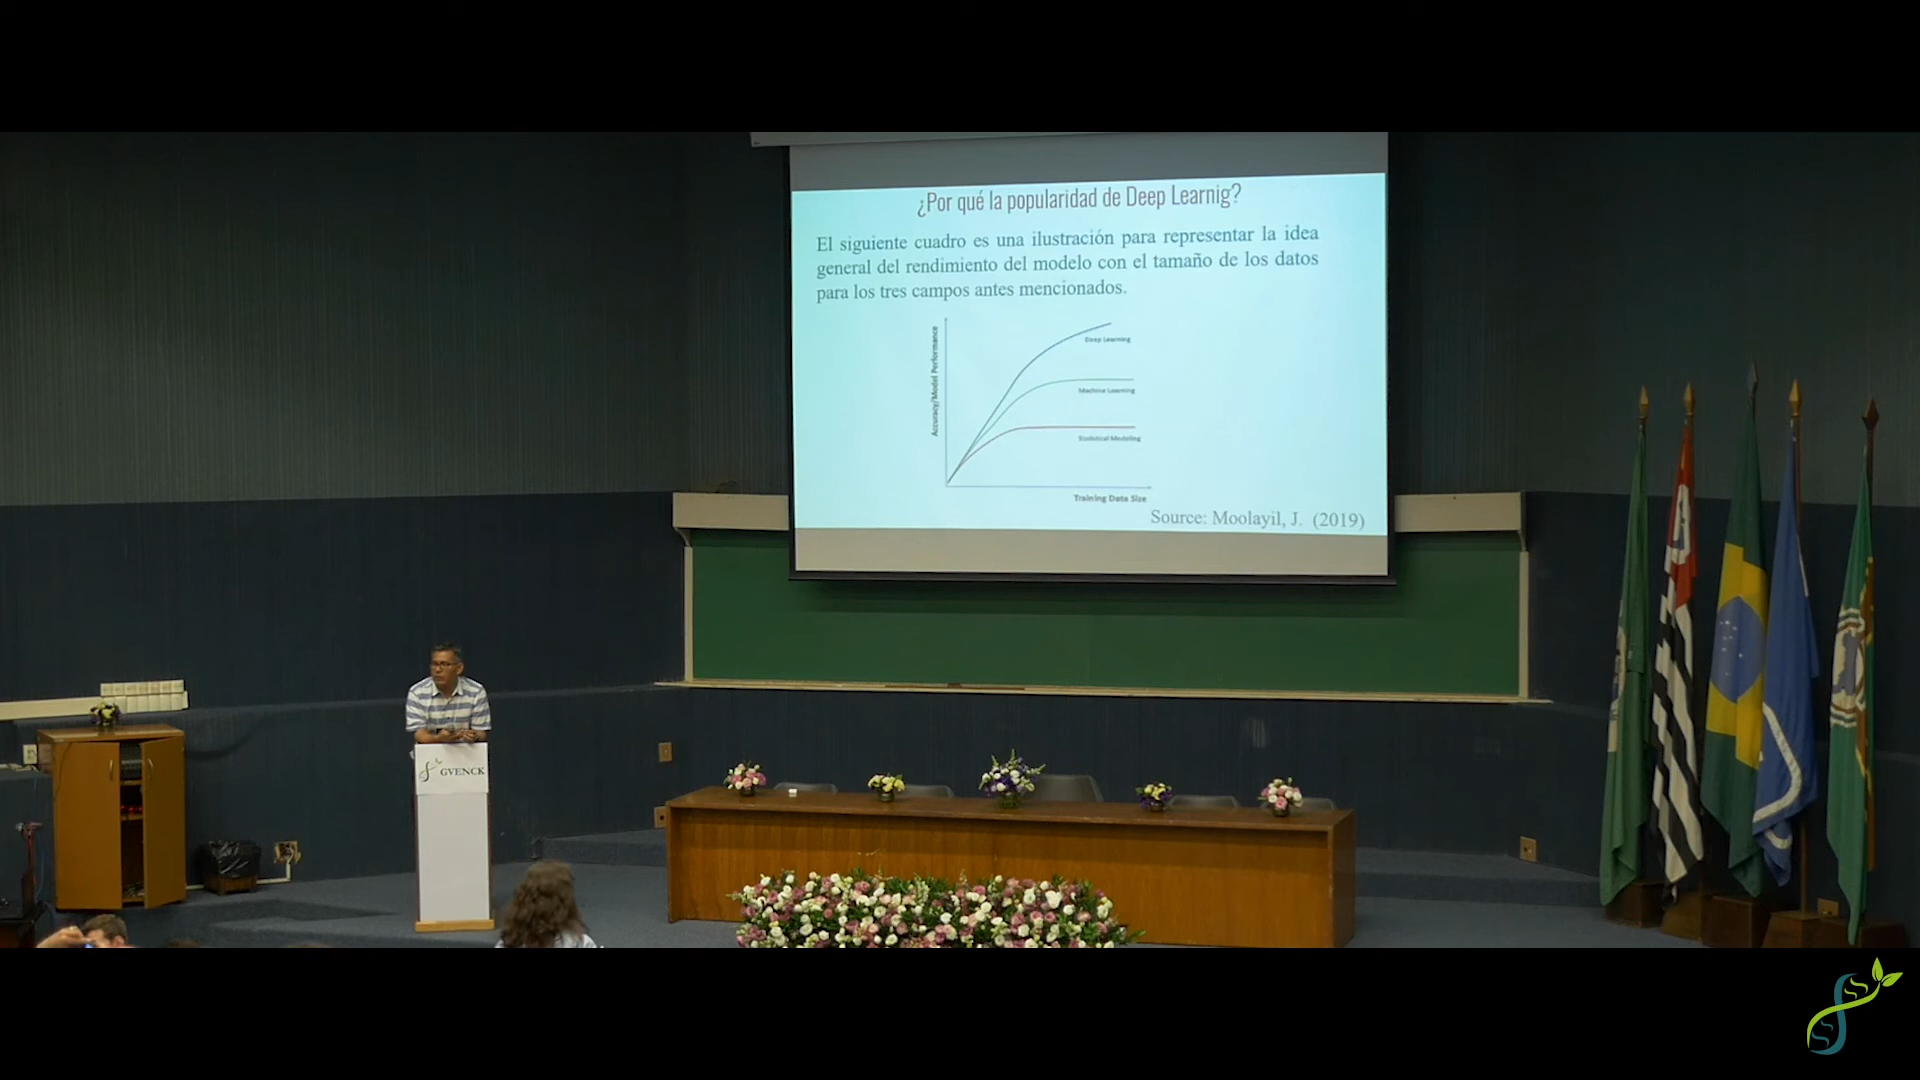 ¿Por qué la popularidad de Deep Learnig?
El siguiente cuadro es una ilustración para representar la idea
general del rendimiento del modelo con el tamaño de los datos
para los tres campos antes mencionados.
Accuracy/Model Performance
Deep Learning
Machine Learning
Statistical Modeling
Training Data Size
Source: Moolayil, J. (2019)
GVENCK